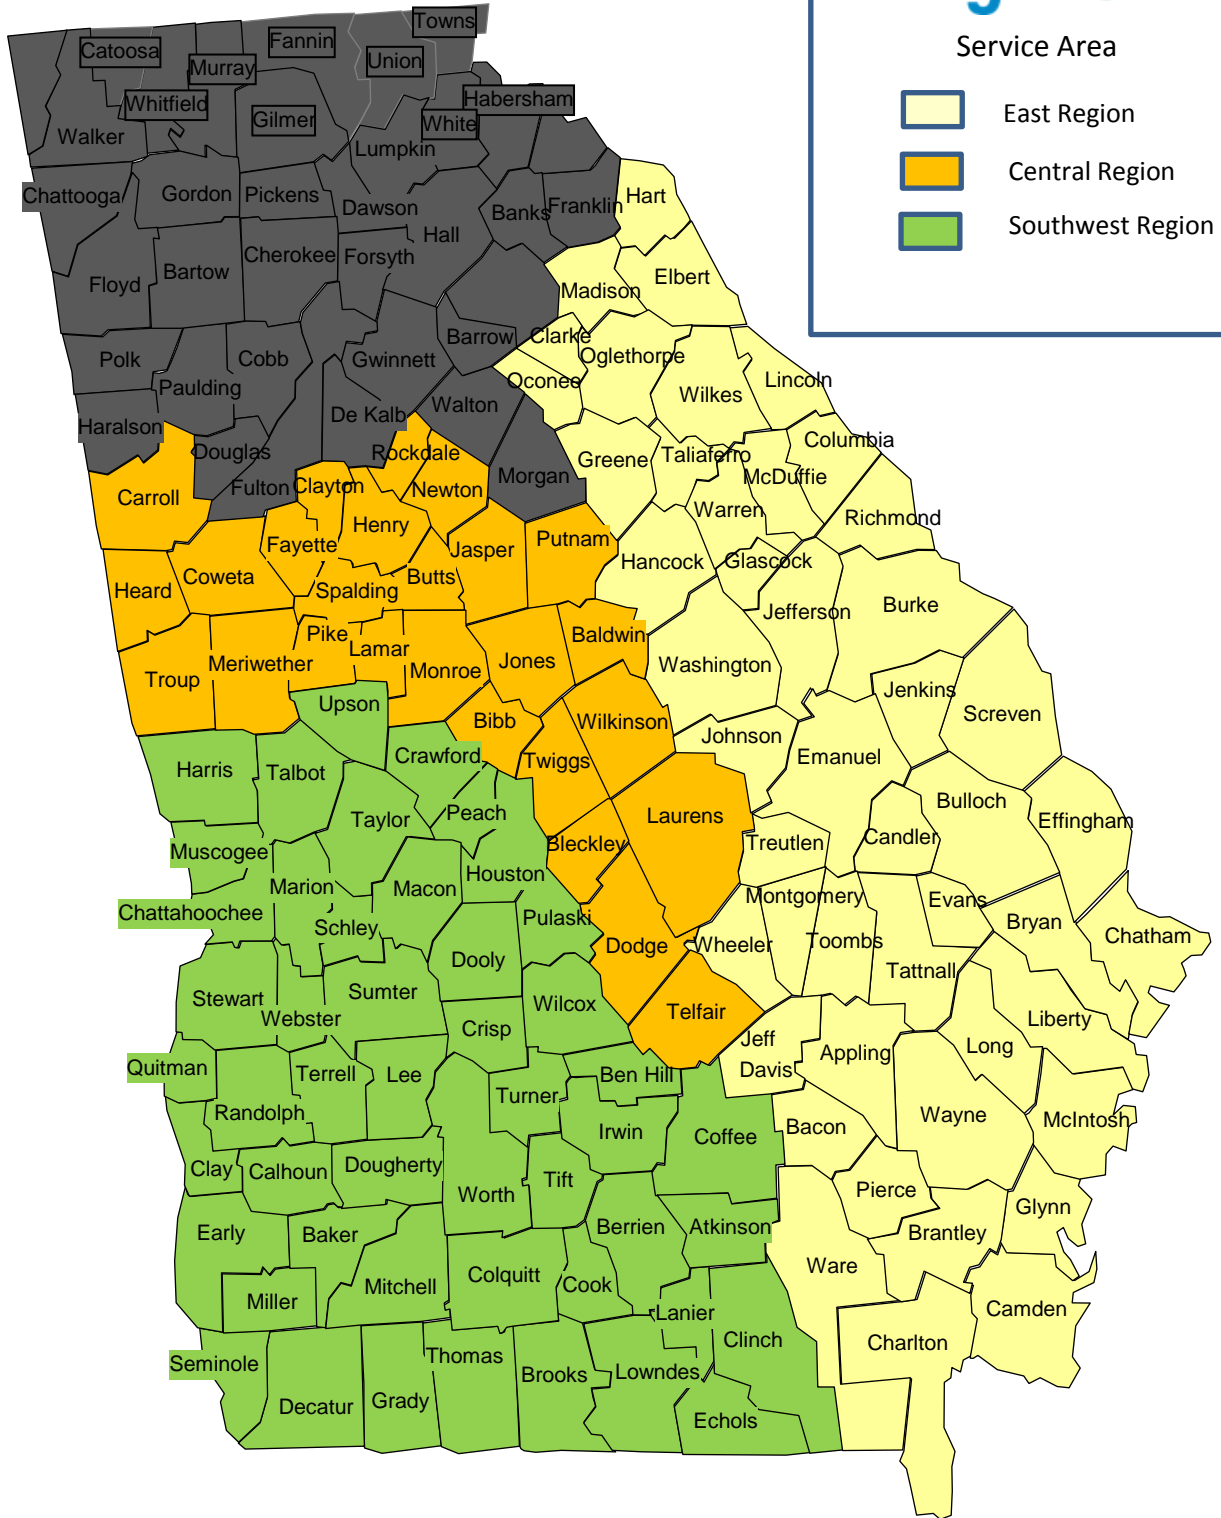 Service Area
East Region
Central Region
Southwest Region
Towns
Fannin
Catoosa
Union
Murray
Habersham
Whitfield
Gilmer
White
Walker
Lumpkin
Chattooga
Gordon
Pickens
Dawson
Banks
Franklin
Hart
Hall
Cherokee
Forsyth
Bartow
Floyd
Elbert
Madison
Barrow
Clarke
Oglethorpe
Polk
Cobb
Gwinnett
Paulding
Oconee
Lincoln
Wilkes
Walton
De Kalb
Haralson
Douglas
Rockdale
Columbia
Greene
Taliaferro
McDuffie
Morgan
Fulton
Clayton
Newton
Carroll
Warren
Richmond
Henry
Fayette
Jasper
Putnam
Hancock
Glascock
Coweta
Butts
Heard
Spalding
Jefferson
Burke
Pike
Lamar
Baldwin
Meriwether
Monroe
Jones
Washington
Troup
Jenkins
Upson
Screven
Bibb
Wilkinson
Johnson
Crawford
Twiggs
Emanuel
Harris
Talbot
Bulloch
Peach
Taylor
Laurens
Effingham
Candler
Muscogee
Bleckley
Treutlen
Houston
Marion
Macon
Montgomery
Evans
Chattahoochee
Schley
Pulaski
Bryan
Dodge
Wheeler
Toombs
Chatham
Dooly
Tattnall
Stewart
Sumter
Wilcox
Webster
Telfair
Liberty
Crisp
Jeff
Davis
Appling
Long
Quitman
Terrell
Lee
Ben Hill
Turner
Randolph
Irwin
Coffee
Bacon
Wayne
McIntosh
Clay
Calhoun
Dougherty
Tift
Worth
Pierce
Glynn
Early
Baker
Berrien
Atkinson
Brantley
Ware
Colquitt
Cook
Mitchell
Miller
Lanier
Camden
Clinch
Charlton
Seminole
Thomas
Brooks
Lowndes
Decatur
Grady
Echols